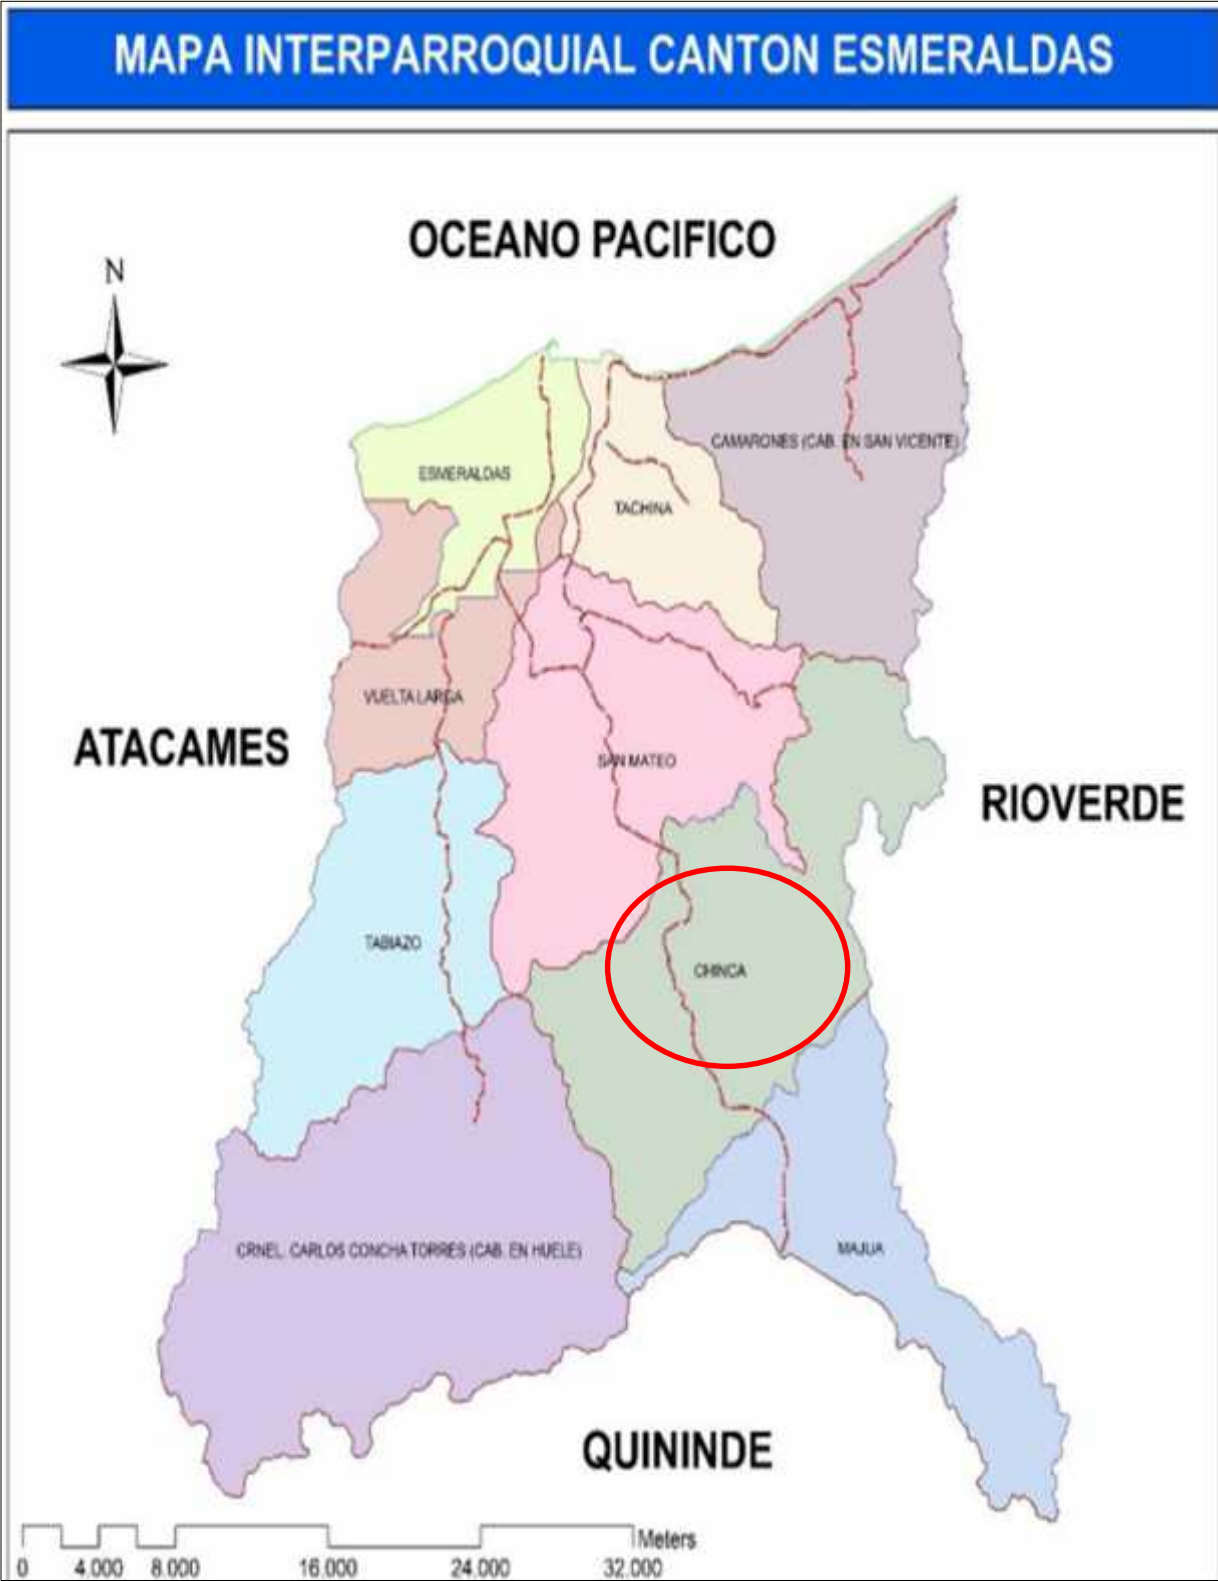 MAPA INTERPARROQUIAL CANTON ESMERALDAS
OCEANO PACIFICO
N
CAMARONES (CAB. EN SAN VICENTE)
ESMERALDAS
TACHINA
VUELTA LARGA
ATACAMES
SAN MATEO
RIOVERDE
TABIAZO
CHINCA
CRNEL. CARLOS CONCHA TORRES (CAB. EN HUELE)
MAJUA
QUININDE
Meters
0 4.000 8.000 16.000 24.000 32.000